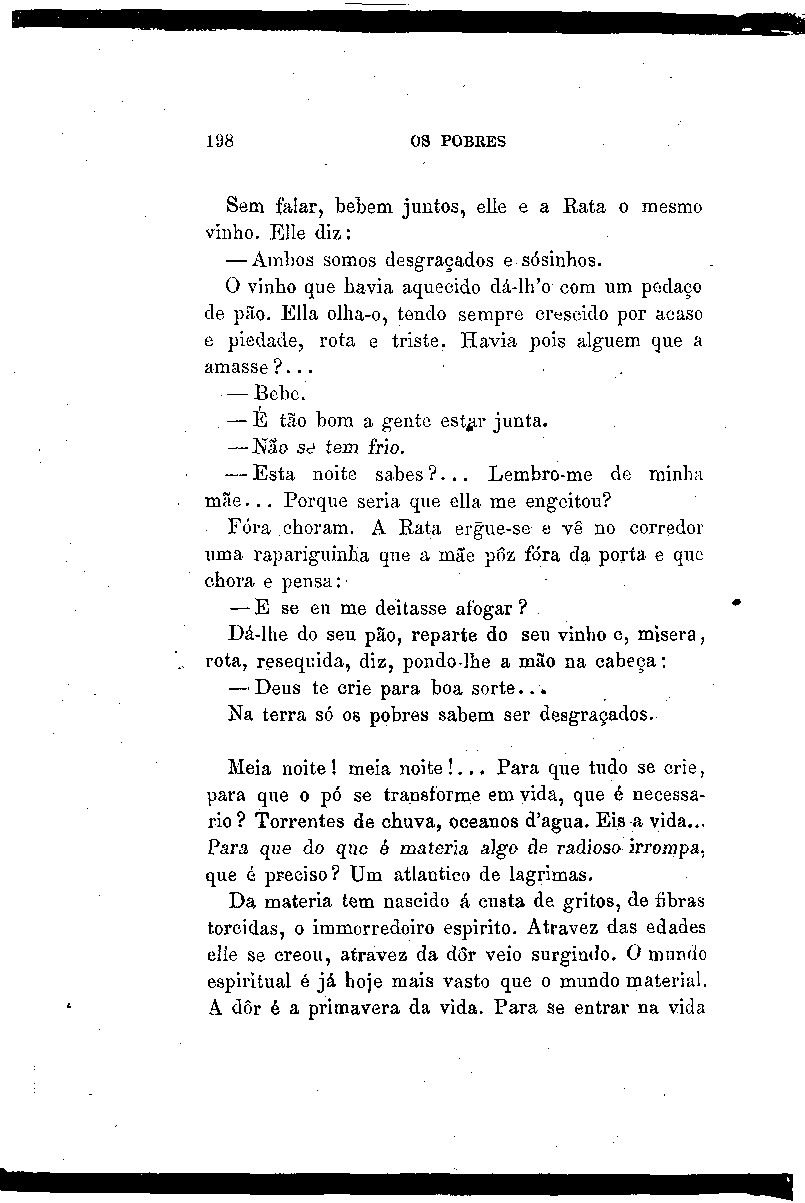 198 OS POBRES
Sem falar, bebem juntos, elle e a Rata o mesmo
vinho. Elle diz:
— Ambos somos desgraçados e sósinhos.
O vinho que havia aquecido dá-lh'o com um pedaço
de pão. Ella olha-o, tendo sempre crescido por acaso
e piedade, rota e triste. Havia pois alguem que a
amasse?...
— Bebe.
— É tão bom a gente estar junta.
— Não se tem frio.
— Esta noite sabes?... Lembro-me de minha
mãe... Porque seria que ella me engeitou?
Fóra choram. A Rata ergue-se e vê no corredor
uma rapariguinha que a mãe pôz fóra da porta e que
chora e pensa:
— E se eu me deitasse afogar?
Dá-lhe do seu pão, reparte do seu vinho e, misera,
rota, resequida, diz, pondo-lhe a mão na cabeça:
— Deus te crie para boa sorte...
Na terra só os pobres sabem ser desgraçados.
Meia noite! meia noite!... Para que tudo se crie,
para que o pó se transforme em vida, que é necessa-
rio? Torrentes de chuva, oceanos d'agua. Eis a vida...
Para que do que é materia algo de radioso irrompa,
que é preciso? Um atlantico de lagrimas.
Da materia tem nascido á custa de gritos, de fibras
torcidas, o immorredoiro espirito. Atravez das edades
elle se creou, atravez da dôr veio surgindo. O mundo
espiritual é já hoje mais vasto que o mundo material.
A dôr é a primavera da vida. Para se entrar na vida